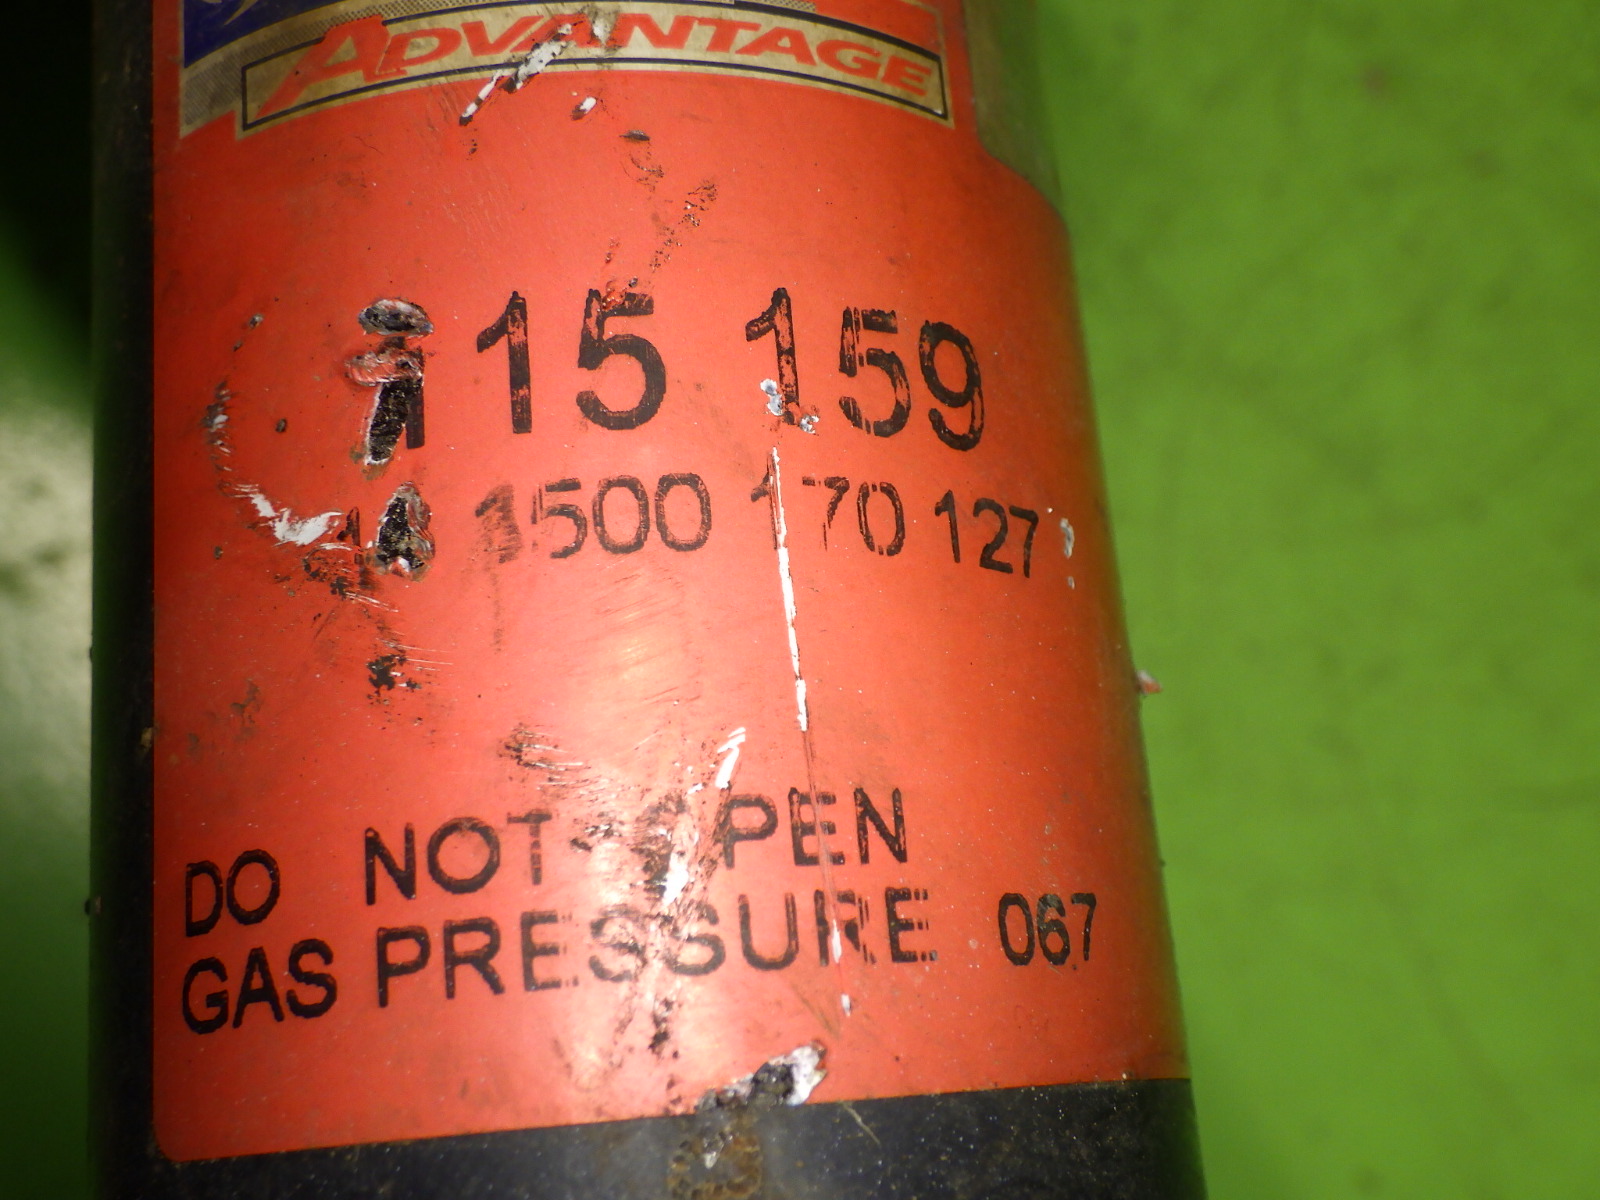 ADVANTAGE
115 159
1500 170 127
DO NOT OPEN
GAS PRESSURE 067